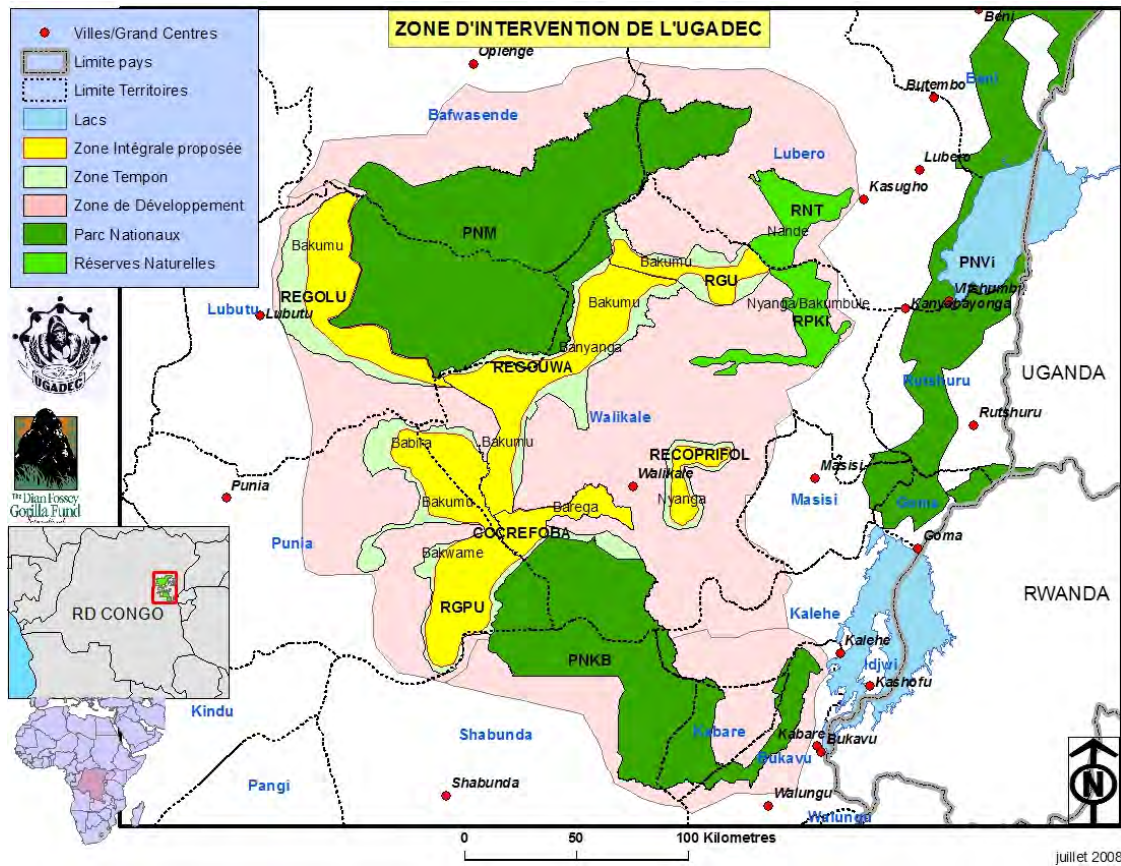 ZONE D'INTERVENTION DE L'UGADEC
Villes/Grand Centres
Limite pays
Limite Territoires
Lacs
Zone Intégrale proposée
Zone Tempon
Zone de Développement
Parc Nationaux
Réserves Naturelles
UGADEC
The Dian Fossey
Gorilla Fund
International
RD CONGO
Opienge
Beni
Butembo
Beni
Bafwasende
Lubero
Lubero
Kasugho
RNT
Nande
PNM
Bakumu
Bakumu
RGU
PNVi
Vitshumbi
Kanyabayonga
Nyanga/Bakumbule
RPKI
REGOLU
Lubutu
Lubutu
Bakumu
Banyanga
REGOUWA
Rutshuru
UGANDA
Rutshuru
Walikale
Babira
Bakumu
RECOPRIFOL
Walikale
Masisi
Masisi
Punia
Nyanga
Bakumu
Barega
Goma
COCREFOBA
Punia
Bakwame
Goma
RGPU
RWANDA
Kalehe
Kalehe
Idjwi
PNKB
Kashofu
Kindu
Shabunda
Kabare
Kabare
Bukavu
Bukavu
Pangi
Shabunda
Walungu
Walungu
N
0 50 100 Kilometres
juillet 2008